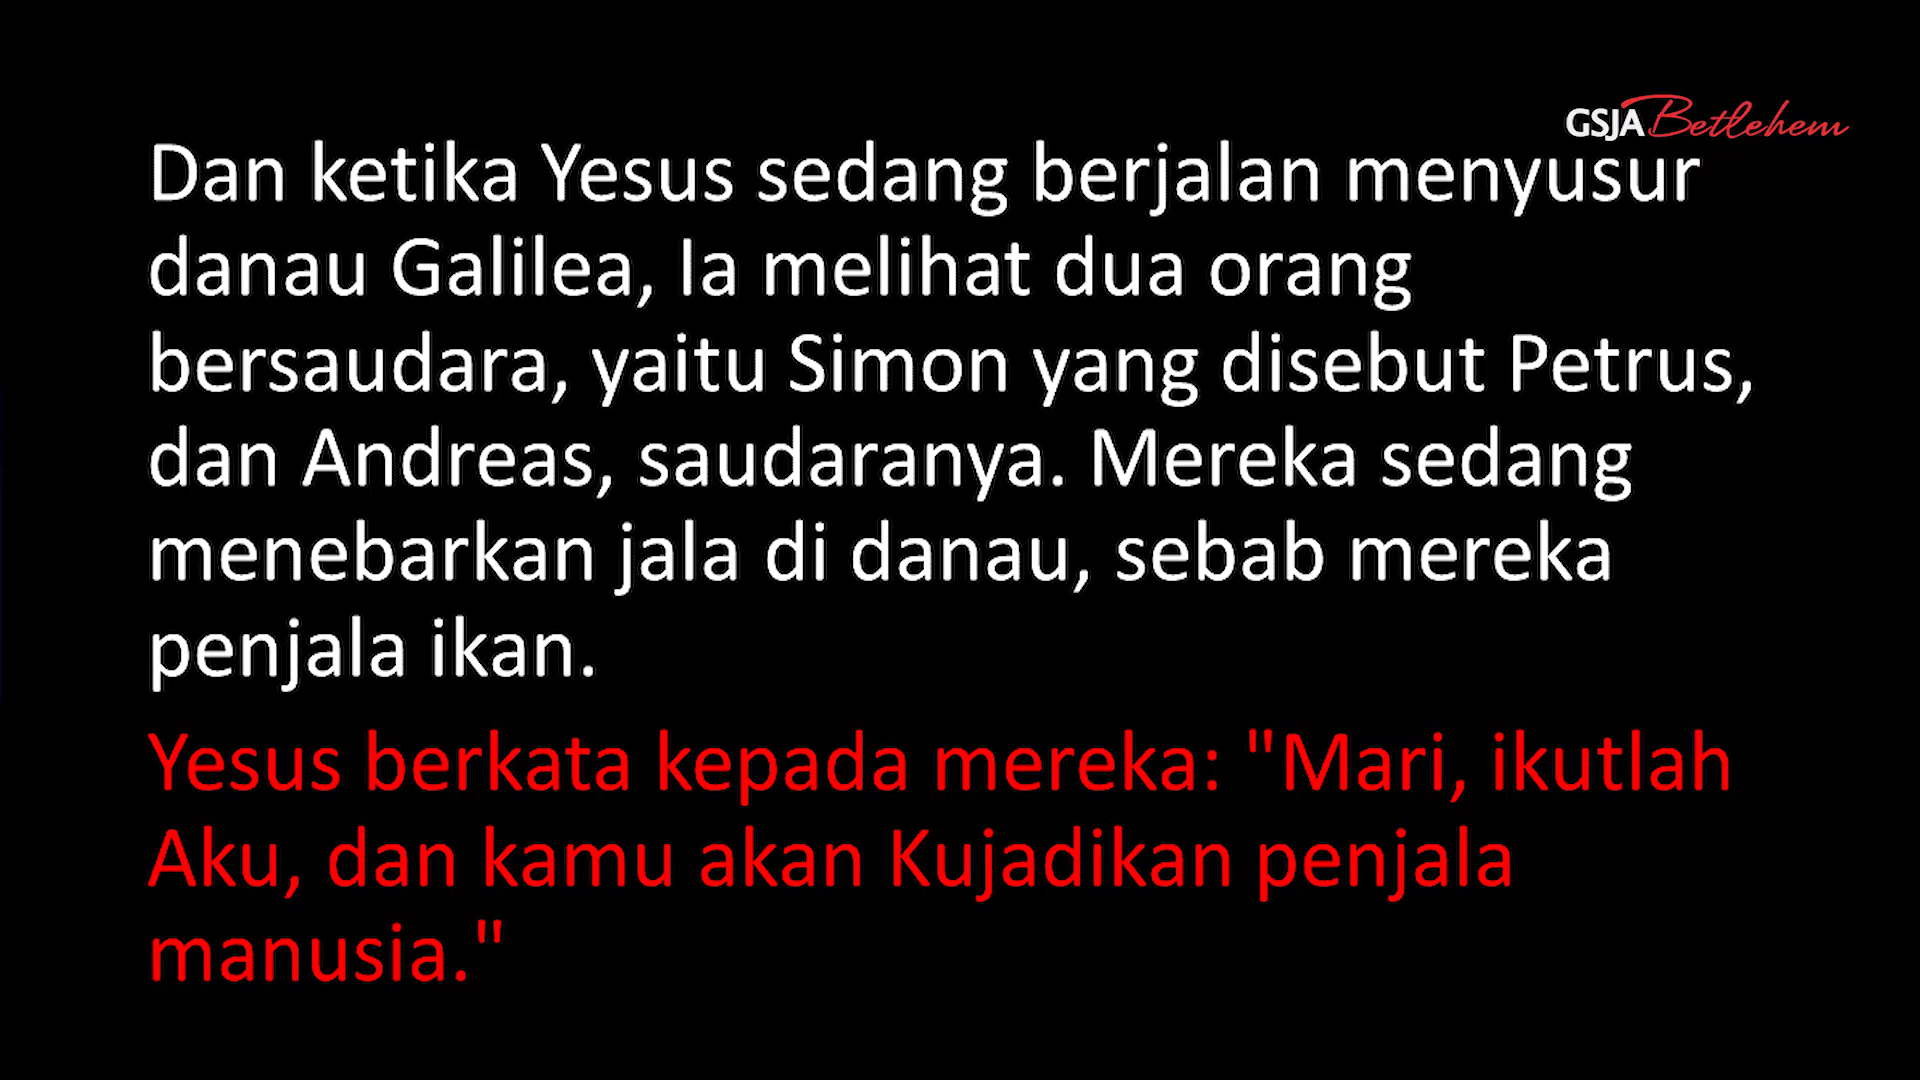 GSJA Betlehem
Dan ketika Yesus sedang berjalan menyusur
danau Galilea, Ia melihat dua orang
bersaudara, yaitu Simon yang disebut Petrus,
dan Andreas, saudaranya. Mereka sedang
menebarkan jala di danau, sebab mereka
penjala ikan.
Yesus berkata kepada mereka: "Mari, ikutlah
Aku, dan kamu akan Kujadikan penjala
manusia."